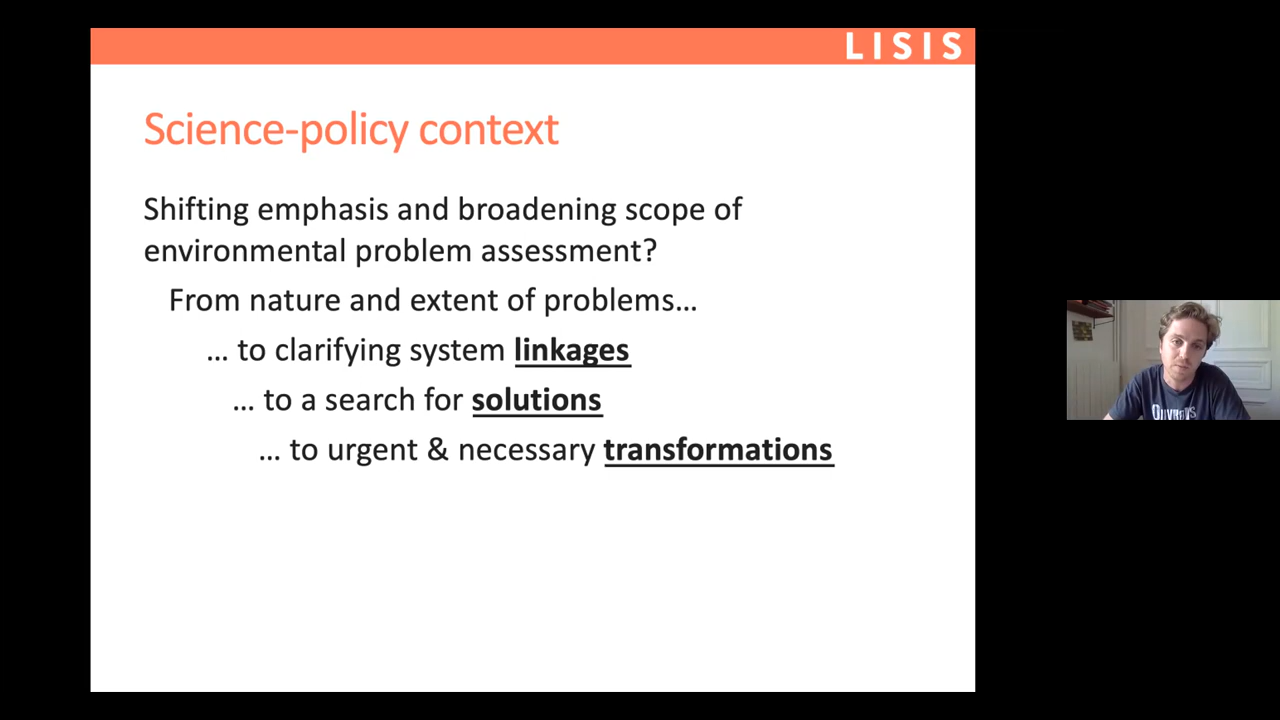 LISIS
Science-policy context
Shifting emphasis and broadening scope of
environmental problem assessment?
From nature and extent of problems…
… to clarifying system linkages
… to a search for solutions
… to urgent & necessary transformations